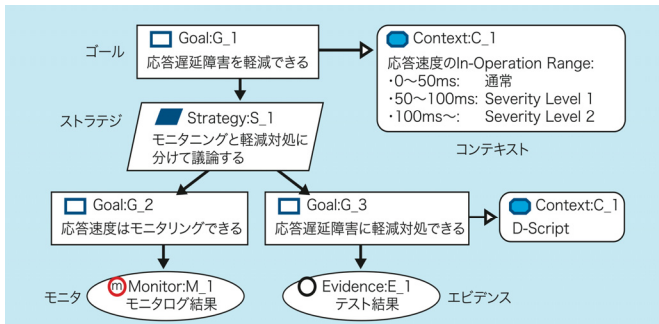 ゴール
Goal:G_1
応答遅延障害を軽減できる
Context:C_1
応答速度のIn-Operation Range:
・0〜50ms: 通常
・50〜100ms: Severity Level 1
・100ms〜: Severity Level 2
コンテキスト
ストラテジ
Strategy:S_1
モニタニングと軽減対処に
分けて議論する
Goal:G_2
応答速度はモニタリングできる
Goal:G_3
応答遅延障害に軽減対処できる
Context:C_1
D-Script
モニタ
m
Monitor:M_1
モニタログ結果
Evidence:E_1
テスト結果
エビデンス